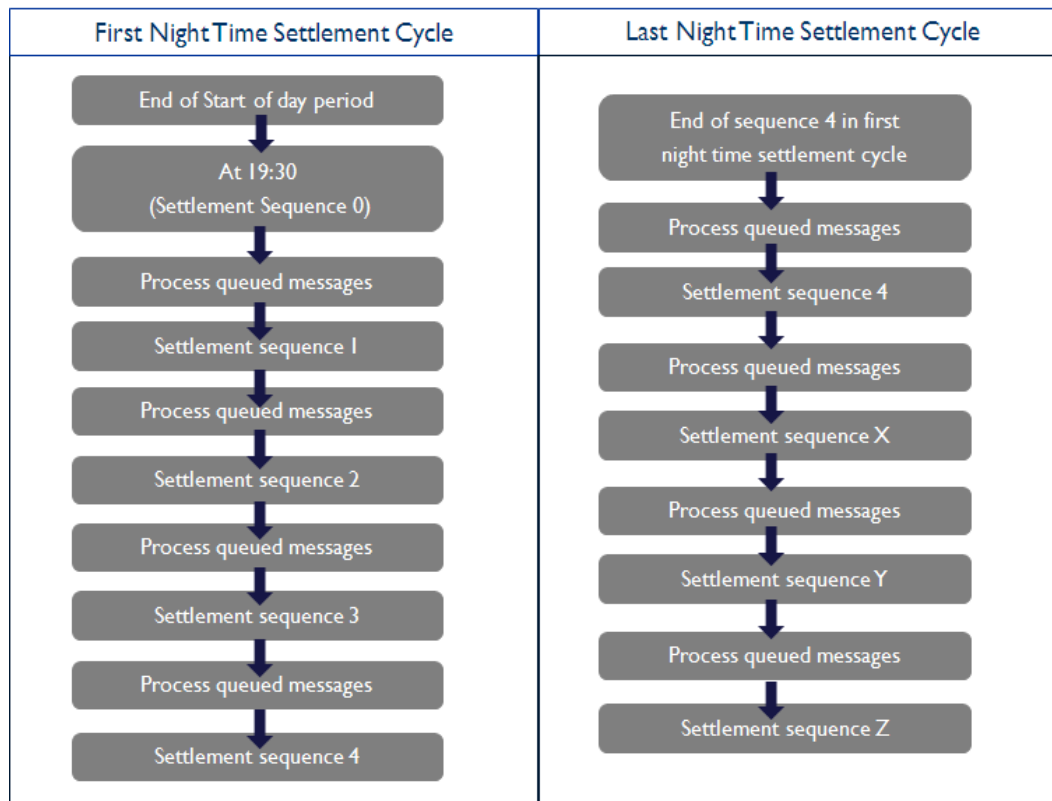 First Night Time Settlement Cycle
End of Start of day period
At 19:30
(Settlement Sequence 0)
Process queued messages
Settlement sequence 1
Process queued messages
Settlement sequence 2
Process queued messages
Settlement sequence 3
Process queued messages
Settlement sequence 4
Last Night Time Settlement Cycle
End of sequence 4 in first
night time settlement cycle
Process queued messages
Settlement sequence 4
Process queued messages
Settlement sequence X
Process queued messages
Settlement sequence Y
Process queued messages
Settlement sequence Z